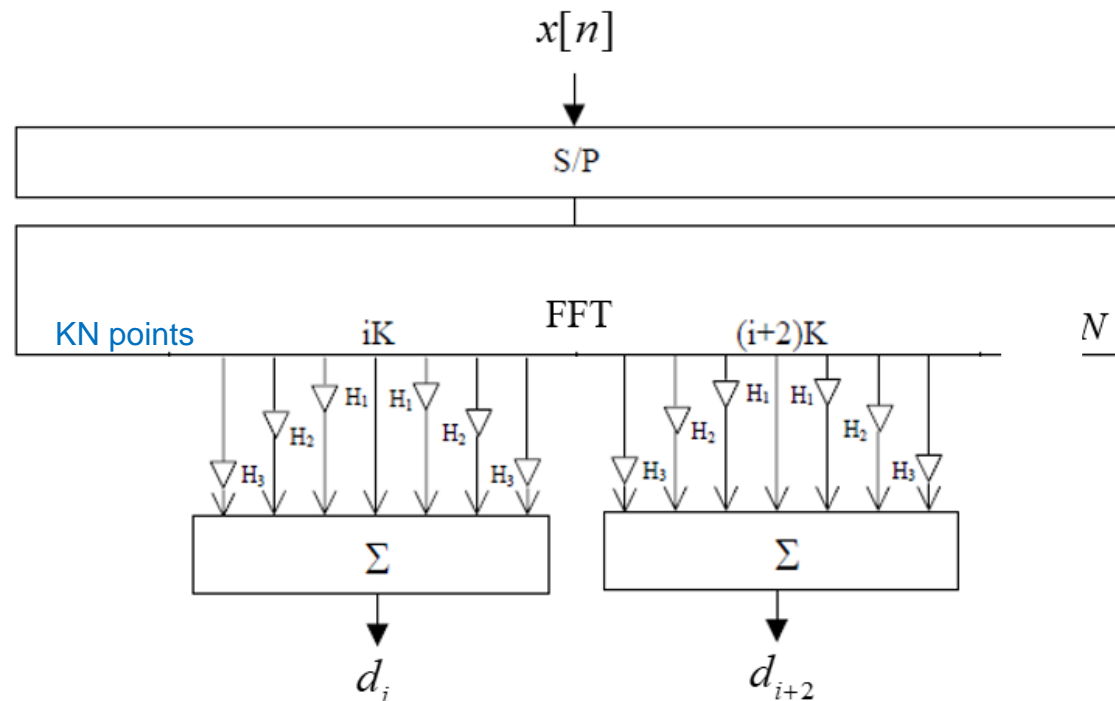 x[n]
S/P
FFT
KN points iK (i+2)K N
H₁ H₁ H₁ H₁
H₂ H₂ H₂ H₂
H₃ H₃ H₃ H₃
Σ Σ
dᵢ dᵢ₊₂